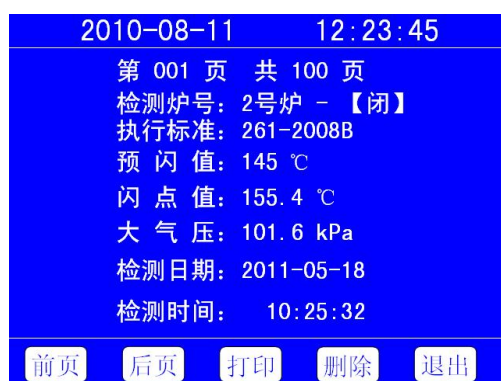 2010-08-11 12:23:45
第 001 页 共 100 页
检测炉号: 2号炉 - 【闭】
执行标准: 261-2008B
预 闪 值: 145 ℃
闪 点 值: 155.4 ℃
大 气 压: 101.6 kPa
检测日期: 2011-05-18
检测时间: 10:25:32
前页 后页 打印 删除 退出